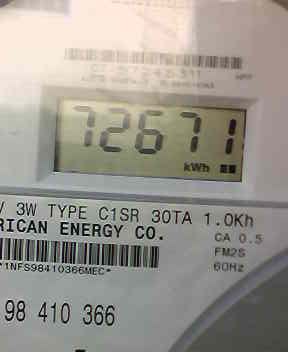 72671
kWh
V 3W TYPE C1SR 30TA 1.0Kh
RICAN ENERGY CO.
CA 0.5
FM2S
60Hz
*1NFS98410366MEC*
98 410 366